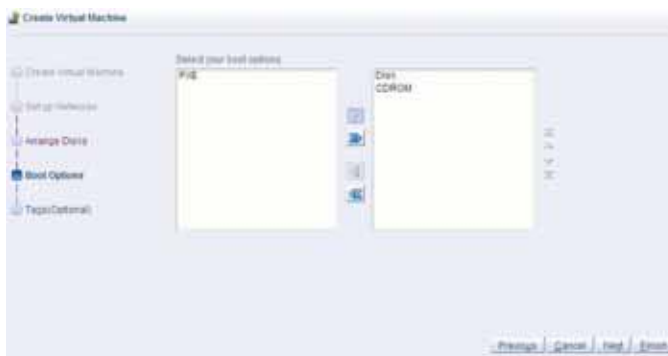 Create Virtual Machine
Select your boot options
Create Virtual Machine
Set up Networks
Arrange Disks
Boot Options
Tags(Optional)
PXE
Disk
CDROM
Previous
Cancel
Next
Finish